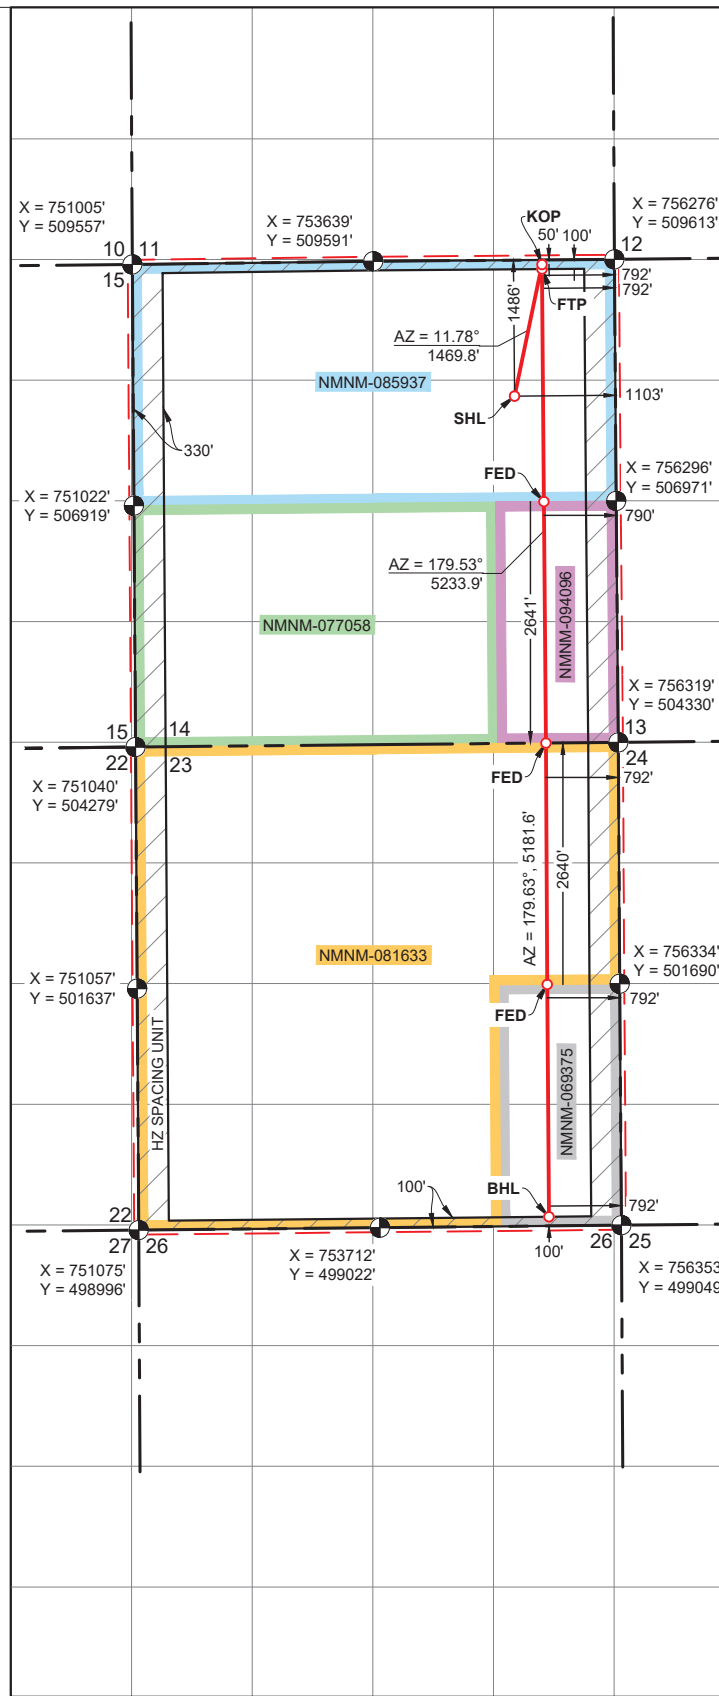 X = 751005'
Y = 509557'
X = 753639'
Y = 509591'
KOP
50' 100'
X = 756276'
Y = 509613'
10 11
12
15
792'
792'
FTP
1486'
AZ = 11.78°
1469.8'
NMNM-085937
1103'
SHL
330'
FED
X = 751022'
Y = 506919'
X = 756296'
Y = 506971'
790'
AZ = 179.53°
5233.9'
2641'
NMNM-094096
NMNM-077058
X = 756319'
Y = 504330'
15 14
13
22 23
24
FED
792'
X = 751040'
Y = 504279'
AZ = 179.63°, 5181.6'
2640'
NMNM-081633
X = 756334'
Y = 501690'
X = 751057'
Y = 501637'
792'
FED
HZ SPACING UNIT
NMNM-069375
100'
BHL
792'
22
27 26
26 25
100'
X = 753712'
Y = 499022'
X = 751075'
Y = 498996'
X = 756353
Y = 499049